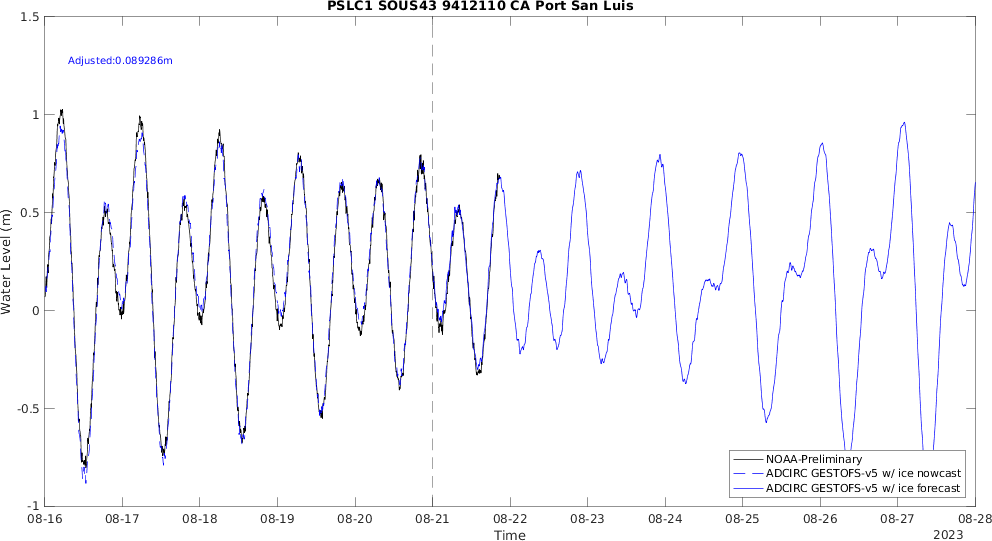 PSLC1 SOUS43 9412110 CA Port San Luis
Adjusted:0.089286m
1.5
1
0.5
0
-0.5
-1
Water Level (m)
NOAA-Preliminary
ADCIRC GESTOFS-v5 w/ ice nowcast
ADCIRC GESTOFS-v5 w/ ice forecast
08-16 08-17 08-18 08-19 08-20 08-21 08-22 08-23 08-24 08-25 08-26 08-27 08-28
Time
2023